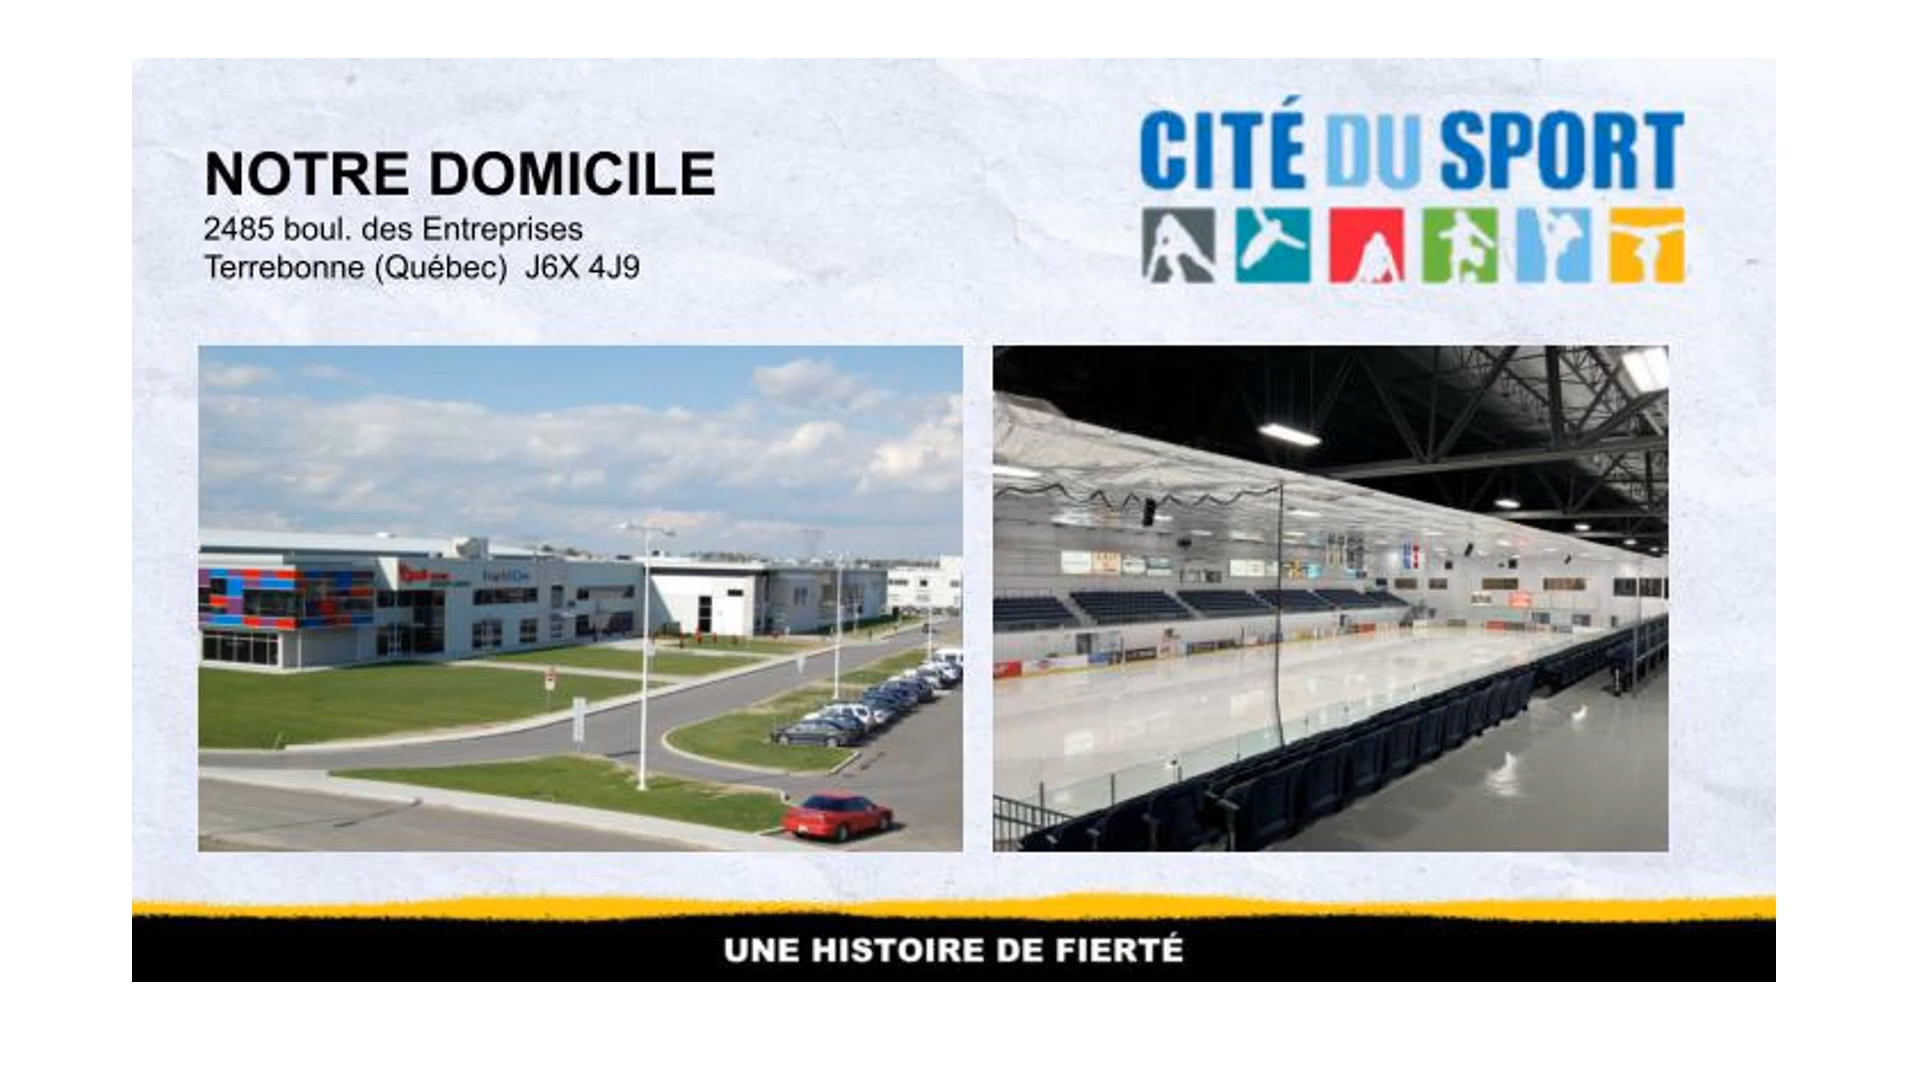 NOTRE DOMICILE
2485 boul. des Entreprises
Terrebonne (Québec)  J6X 4J9
CITÉ DU SPORT
UNE HISTOIRE DE FIERTÉ